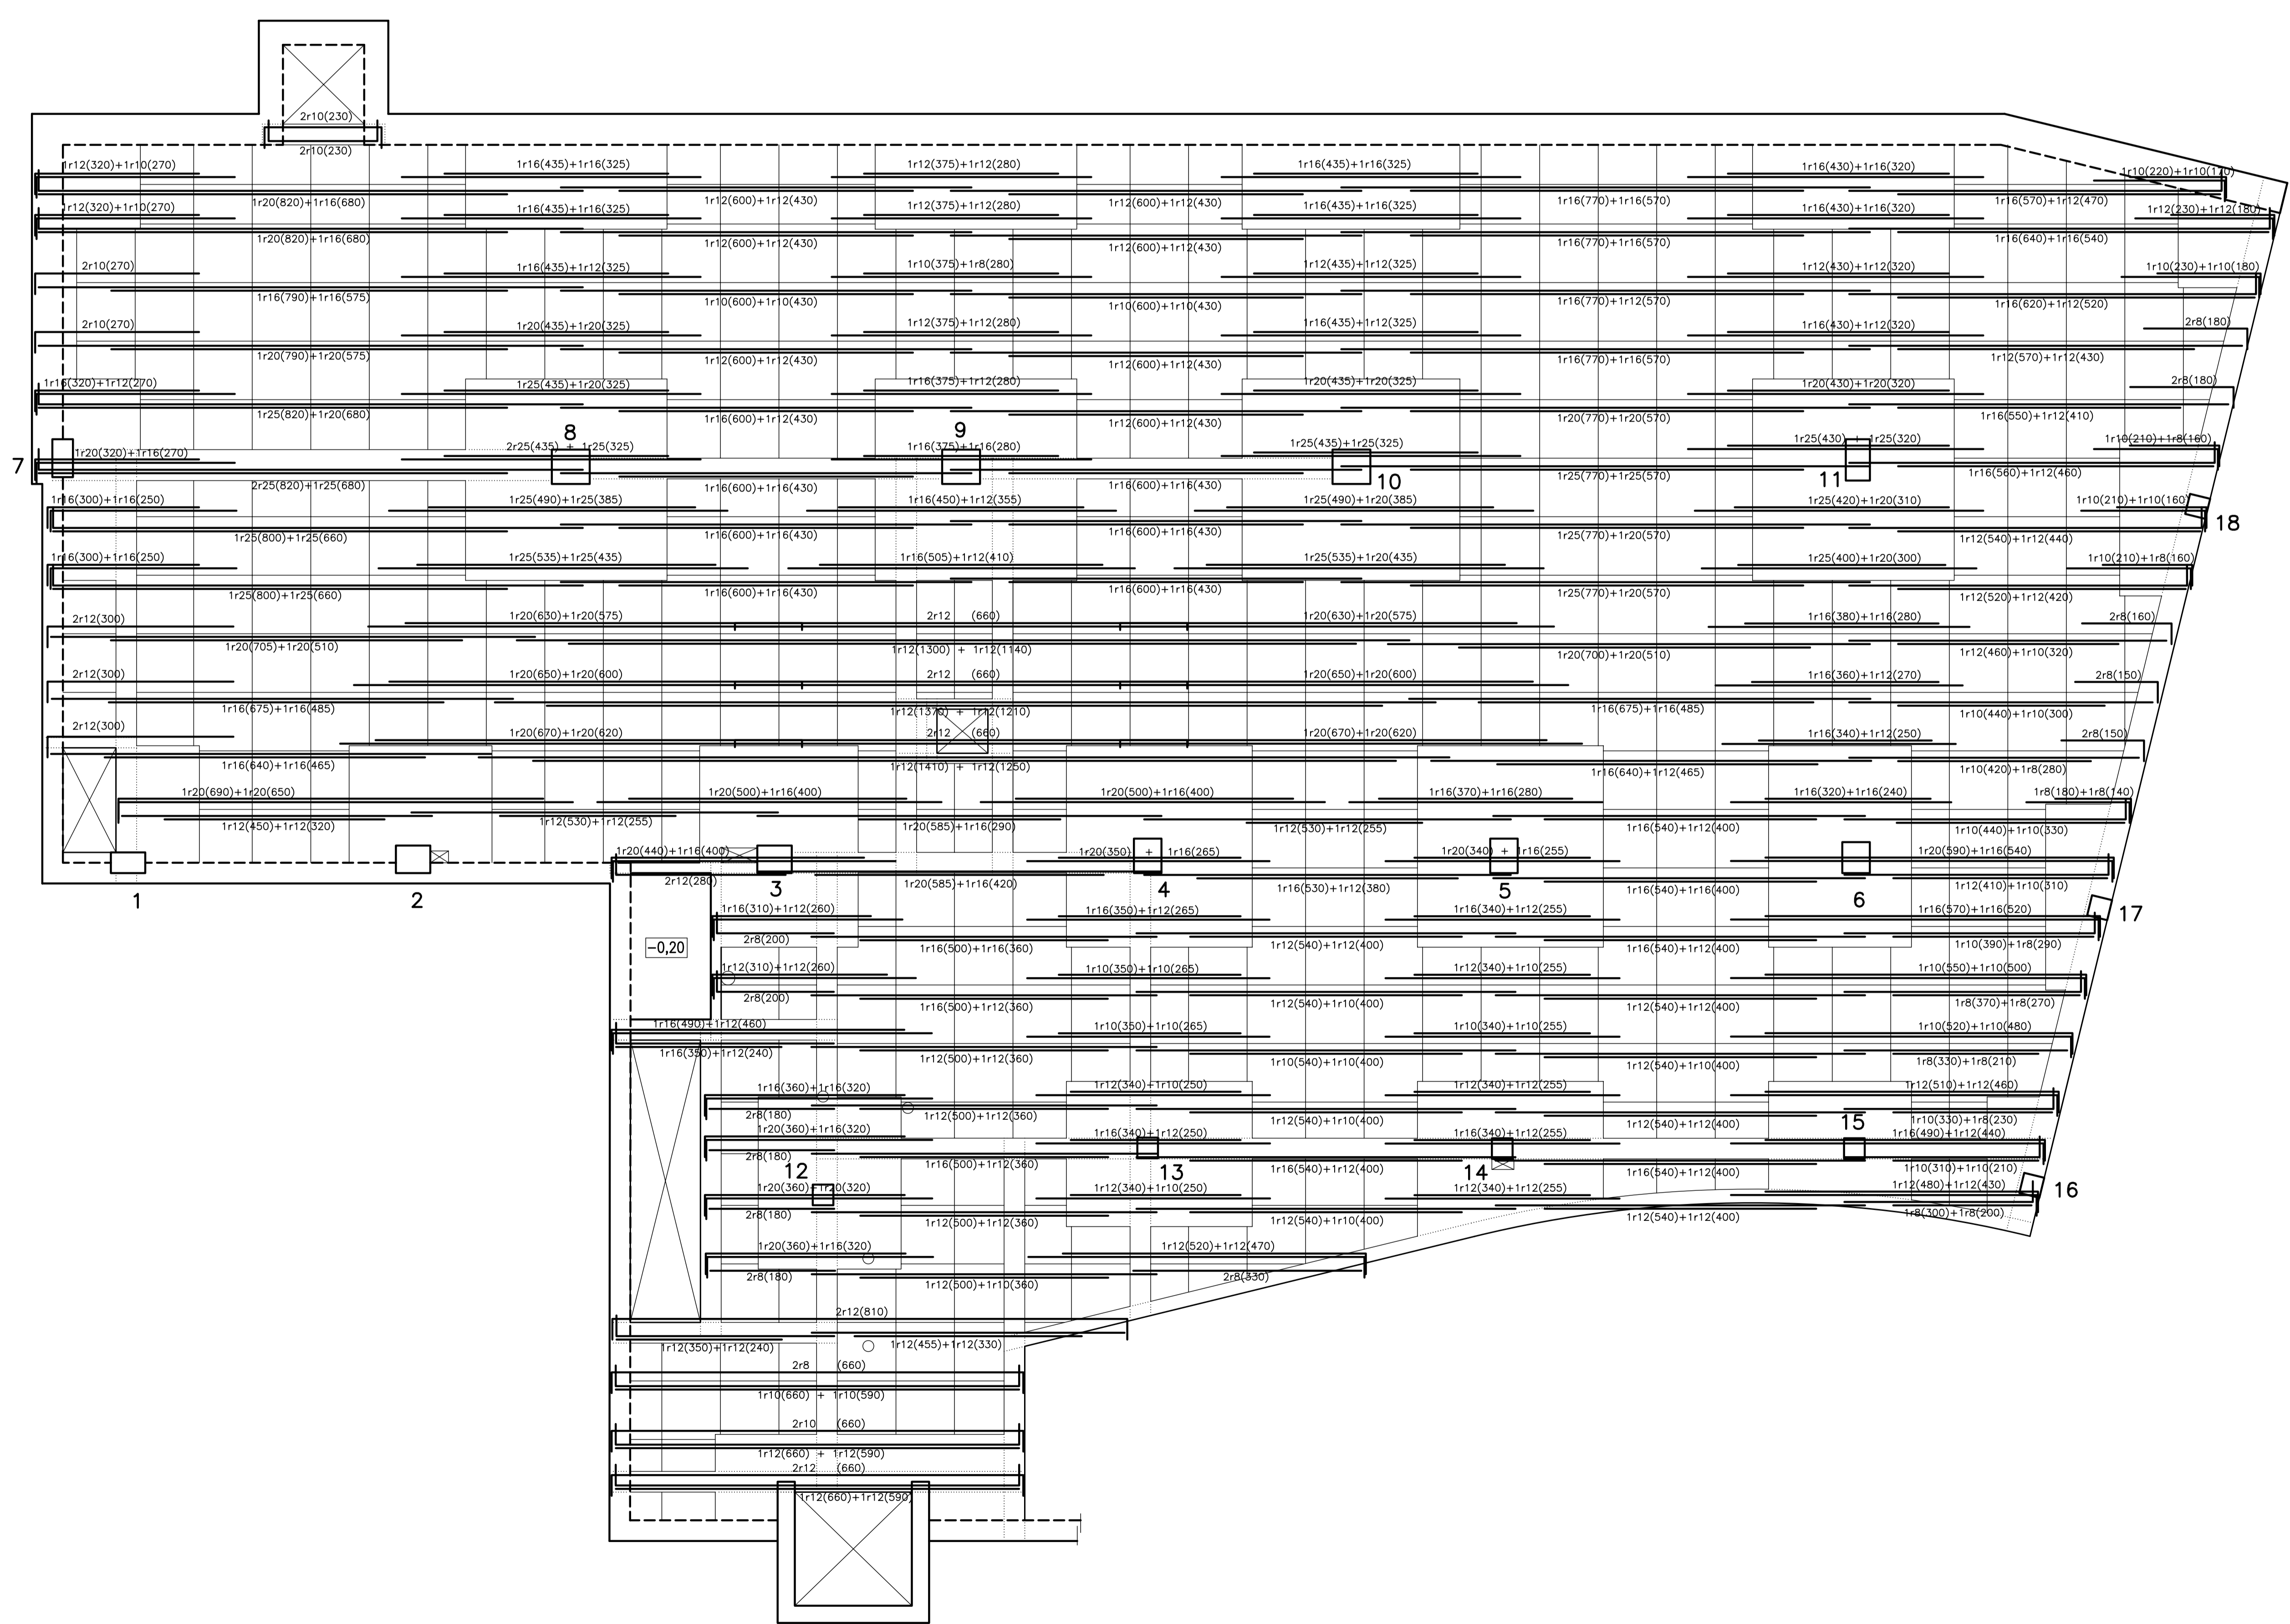 2r10(230)
2r10(230)
1r12(320)+1r10(270) 1r16(435)+1r16(325) 1r12(375)+1r12(280) 1r16(435)+1r16(325) 1r16(430)+1r16(320) 1r10(220)+1r10(170)
1r20(820)+1r16(680) 1r12(600)+1r12(430) 1r12(600)+1r12(430) 1r16(770)+1r16(570) 1r16(570)+1r12(470)
1r12(320)+1r10(270) 1r16(435)+1r16(325) 1r12(375)+1r12(280) 1r16(435)+1r16(325) 1r16(430)+1r16(320) 1r12(230)+1r12(180)
1r20(820)+1r16(680) 1r12(600)+1r12(430) 1r12(600)+1r12(430) 1r16(770)+1r16(570) 1r16(640)+1r16(540)
2r10(270) 1r16(435)+1r12(325) 1r10(375)+1r8(280) 1r12(435)+1r12(325) 1r12(430)+1r12(320) 1r10(230)+1r10(180)
1r16(790)+1r16(575) 1r10(600)+1r10(430) 1r10(600)+1r10(430) 1r16(770)+1r12(570) 1r16(620)+1r12(520)
2r10(270) 1r20(435)+1r20(325) 1r12(375)+1r12(280) 1r16(435)+1r12(325) 1r16(430)+1r12(320) 2r8(180)
1r20(790)+1r20(575) 1r12(600)+1r12(430) 1r12(600)+1r12(430) 1r16(770)+1r16(570) 1r12(570)+1r12(430)
1r16(320)+1r12(270) 1r25(435)+1r20(325) 1r16(375)+1r12(280) 1r20(435)+1r20(325) 1r20(430)+1r20(320) 2r8(180)
1r25(820)+1r20(680) 1r16(600)+1r12(430) 1r12(600)+1r12(430) 1r20(770)+1r20(570) 1r16(550)+1r12(410)
8 9
7 1r20(320)+1r16(270) 2r25(435) + 1r25(325) 1r16(375)+1r16(280) 1r25(435)+1r25(325) 1r25(430) + 1r25(320) 1r10(210)+1r8(160)
2r25(820)+1r25(680) 1r16(600)+1r16(430) 1r16(600)+1r16(430) 10 1r25(770)+1r25(570) 11 1r16(560)+1r12(460)
1r16(300)+1r16(250) 1r25(490)+1r25(385) 1r16(450)+1r12(355) 1r25(490)+1r20(385) 1r25(420)+1r20(310) 1r10(210)+1r10(160)
1r25(800)+1r25(660) 1r16(600)+1r16(430) 1r16(600)+1r16(430) 1r25(770)+1r20(570) 1r12(540)+1r12(440) 18
1r16(300)+1r16(250) 1r25(535)+1r25(435) 1r16(505)+1r12(410) 1r25(535)+1r20(435) 1r25(400)+1r20(300) 1r10(210)+1r8(160)
1r25(800)+1r25(660) 1r16(600)+1r16(430) 1r16(600)+1r16(430) 1r25(770)+1r20(570) 1r12(520)+1r12(420)
2r12(300) 1r20(630)+1r20(575) 2r12 (660) 1r20(630)+1r20(575) 1r16(380)+1r16(280) 2r8(160)
1r20(705)+1r20(510) 1r12(1300) + 1r12(1140) 1r20(700)+1r20(510) 1r12(460)+1r10(320)
2r12(300) 1r20(650)+1r20(600) 2r12 (660) 1r20(650)+1r20(600) 1r16(360)+1r12(270) 2r8(150)
1r16(675)+1r16(485) 1r12(1370) + 1r12(1210) 1r16(675)+1r16(485) 1r10(440)+1r10(300)
2r12(300) 1r20(670)+1r20(620) 2r12 (660) 1r20(670)+1r20(620) 1r16(340)+1r12(250) 2r8(150)
1r16(640)+1r16(465) 1r12(1410) + 1r12(1250) 1r16(640)+1r12(465) 1r10(420)+1r8(280)
1r20(690)+1r20(650) 1r20(500)+1r16(400) 1r20(500)+1r16(400) 1r16(370)+1r16(280) 1r16(320)+1r16(240) 1r8(180)+1r8(140)
1r12(450)+1r12(320) 1r12(530)+1r12(255) 1r20(585)+1r16(290) 1r12(530)+1r12(255) 1r16(540)+1r12(400) 1r10(440)+1r10(330)
1r20(440)+1r16(400) 1r20(350) + 1r16(265) 1r20(340) + 1r16(255) 1r20(590)+1r16(540)
2r12(280) 1r20(585)+1r16(420) 1r16(530)+1r12(380) 1r16(540)+1r16(400) 1r12(410)+1r10(310)
1 2 3 4 5 6
1r16(310)+1r12(260) 1r16(350)+1r12(265) 1r16(340)+1r12(255) 1r16(570)+1r16(520) 17
2r8(200) 1r16(500)+1r16(360) 1r12(540)+1r12(400) 1r16(540)+1r12(400) 1r10(390)+1r8(290)
-0,20
1r12(310)+1r12(260) 1r10(350)+1r10(265) 1r12(340)+1r10(255) 1r10(550)+1r10(500)
2r8(200) 1r16(500)+1r12(360) 1r12(540)+1r10(400) 1r12(540)+1r12(400) 1r8(370)+1r8(270)
1r16(490)+1r12(460) 1r10(350)+1r10(265) 1r10(340)+1r10(255) 1r10(520)+1r10(480)
1r16(350)+1r12(240) 1r12(500)+1r12(360) 1r10(540)+1r10(400) 1r12(540)+1r10(400) 1r8(330)+1r8(210)
1r16(360)+1r16(320) 1r12(340)+1r10(250) 1r12(340)+1r12(255) 1r12(510)+1r12(460)
2r8(180) 1r12(500)+1r12(360) 1r12(540)+1r10(400) 1r12(540)+1r12(400) 1r10(330)+1r8(230)
1r20(360)+1r16(320) 1r16(340)+1r12(250) 1r16(340)+1r12(255) 15 1r16(490)+1r12(440)
2r8(180) 1r16(500)+1r12(360) 1r16(540)+1r12(400) 1r16(540)+1r12(400) 1r10(310)+1r10(210)
12 13 14
1r20(360)+1r20(320) 1r12(340)+1r10(250) 1r12(340)+1r12(255) 1r12(480)+1r12(430) 16
2r8(180) 1r12(500)+1r12(360) 1r12(540)+1r10(400) 1r12(540)+1r12(400) 1r8(300)+1r8(200)
1r20(360)+1r16(320) 1r12(520)+1r12(470)
2r8(180) 1r12(500)+1r10(360) 2r8(330)
2r12(810)
1r12(350)+1r12(240) 1r12(455)+1r12(330)
2r8 (660)
1r10(660) + 1r10(590)
2r10 (660)
1r12(660) + 1r12(590)
2r12 (660)
1r12(660)+1r12(590)